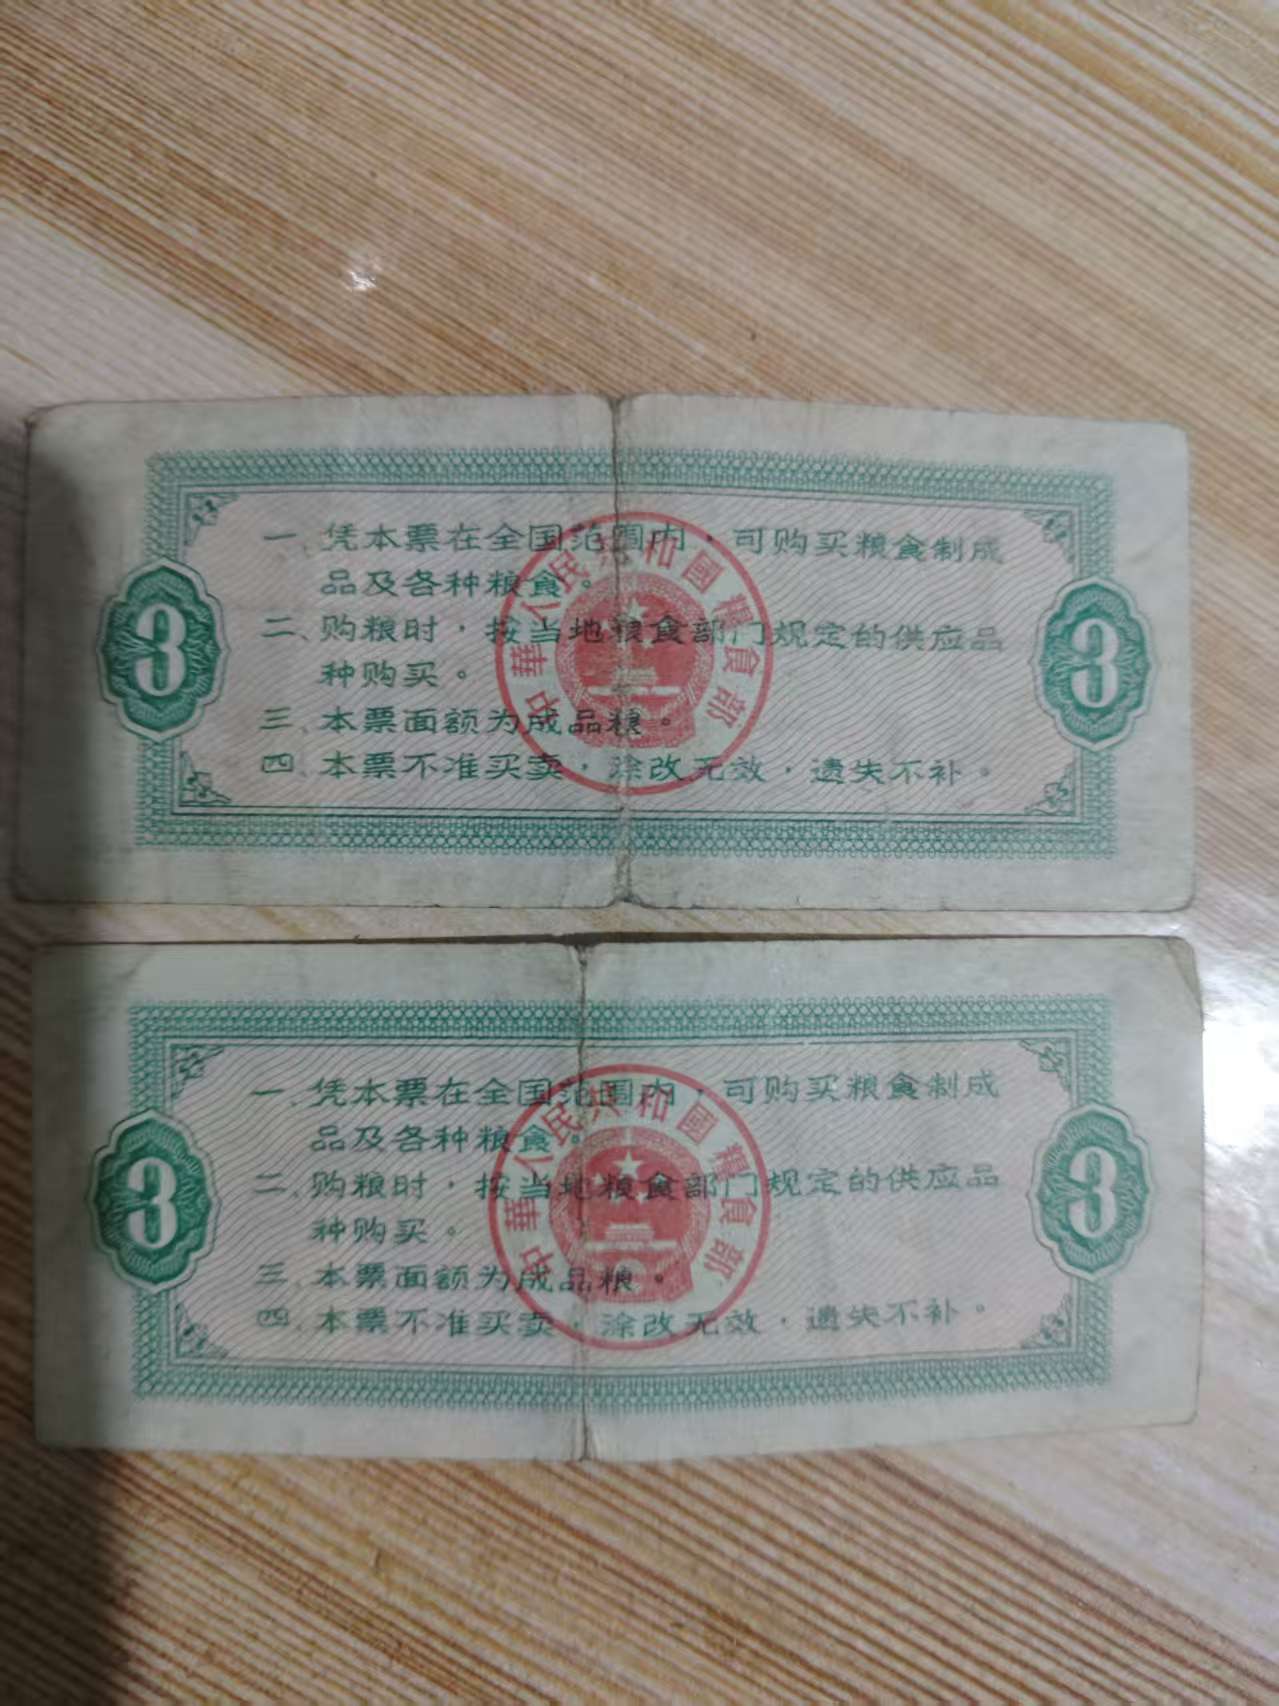 一、凭本票在全国范围内，可购买粮食制成
品及各种粮食。
二、购粮时，按当地粮食部门规定的供应品
种购买。
三、本票面额为成品粮。
四、本票不准买卖，涂改无效，遗失不补。
3
3
中華人民共和國糧食部
一、凭本票在全国范围内，可购买粮食制成
品及各种粮食。
二、购粮时，按当地粮食部门规定的供应品
种购买。
三、本票面额为成品粮。
四、本票不准买卖，涂改无效，遗失不补。
3
3
中華人民共和國糧食部